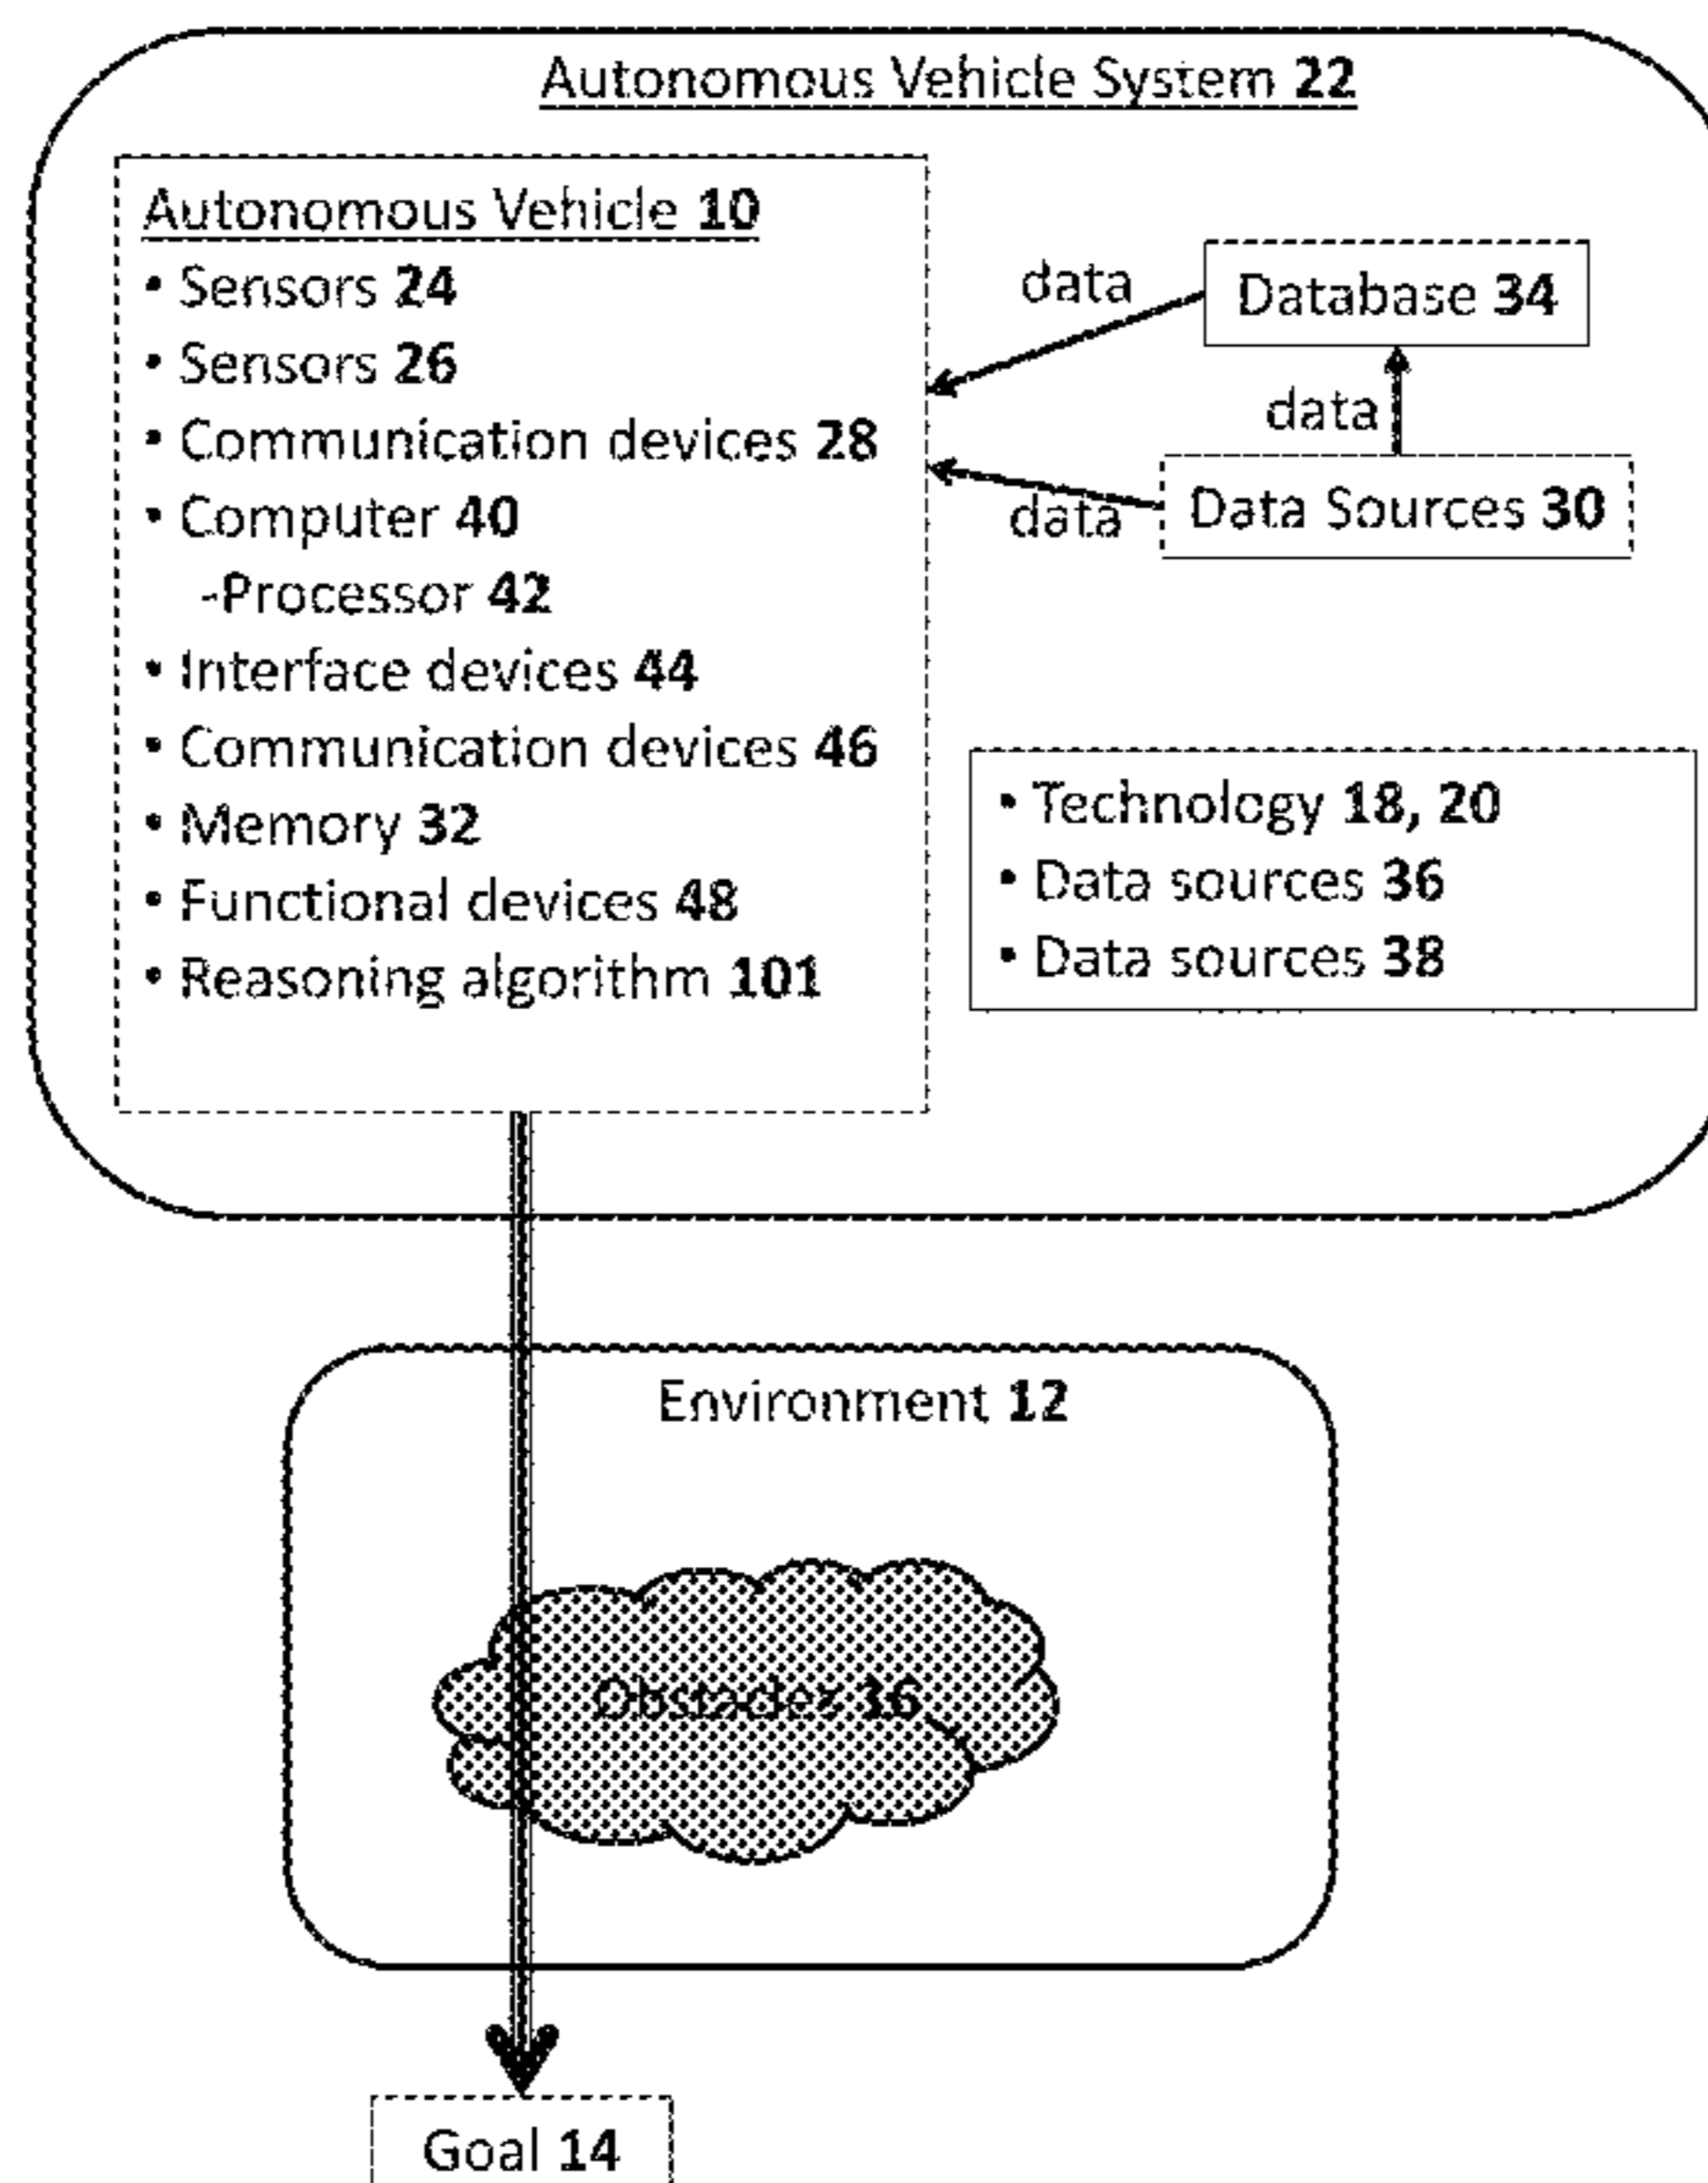 Autonomous Vehicle System 22
Autonomous Vehicle 10
• Sensors 24
• Sensors 26
• Communication devices 28
• Computer 40
-Processor 42
• Interface devices 44
• Communication devices 46
• Memory 32
• Functional devices 48
• Reasoning algorithm 101
data
Database 34
data
data
Data Sources 30
• Technology 18, 20
• Data sources 36
• Data sources 38
Environment 12
Obstacles 16
Goal 14